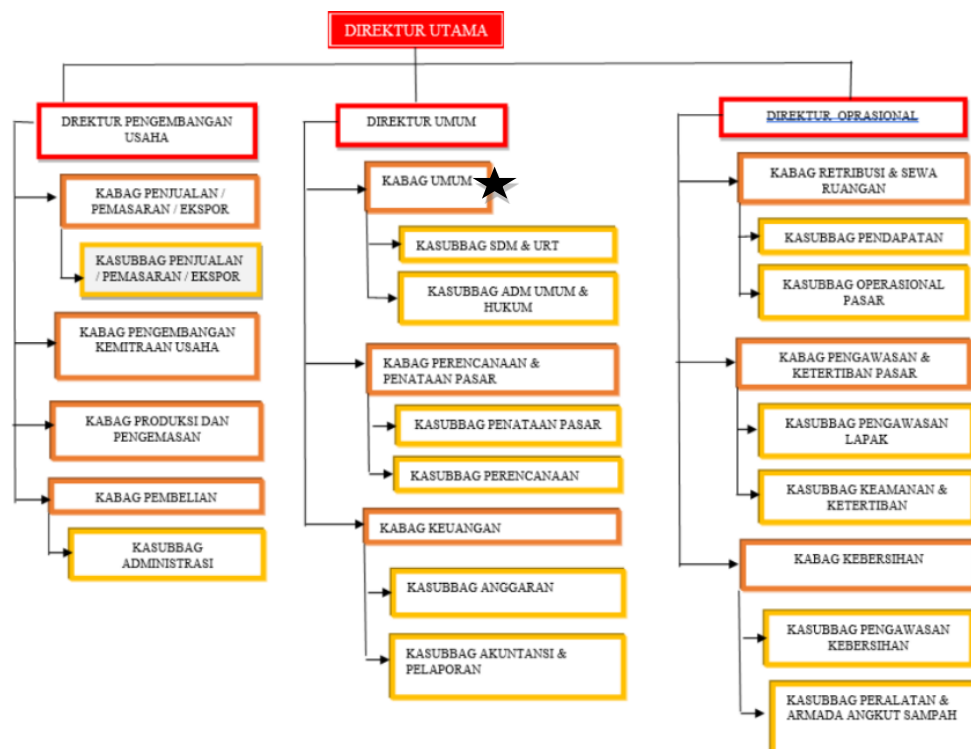 DIREKTUR UTAMA
DREKTUR PENGEMBANGAN
USAHA
KABAG PENJUALAN /
PEMASARAN / EKSPOR
KASUBBAG PENJUALAN
/ PEMASARAN / EKSPOR
KABAG PENGEMBANGAN
KEMITRAAN USAHA
KABAG PRODUKSI DAN
PENGEMASAN
KABAG PEMBELIAN
KASUBBAG
ADMINISTRASI
DIREKTUR UMUM
KABAG UMUM
KASUBBAG SDM & URT
KASUBBAG ADM UMUM &
HUKUM
KABAG PERENCANAAN &
PENATAAN PASAR
KASUBBAG PENATAAN PASAR
KASUBBAG PERENCANAAN
KABAG KEUANGAN
KASUBBAG ANGGARAN
KASUBBAG AKUNTANSI &
PELAPORAN
DIREKTUR OPRASIONAL
KABAG RETRIBUSI & SEWA
RUANGAN
KASUBBAG PENDAPATAN
KASUBBAG OPERASIONAL
PASAR
KABAG PENGAWASAN &
KETERTIBAN PASAR
KASUBBAG PENGAWASAN
LAPAK
KASUBBAG KEAMANAN &
KETERTIBAN
KABAG KEBERSIHAN
KASUBBAG PENGAWASAN
KEBERSIHAN
KASUBBAG PERALATAN &
ARMADA ANGKUT SAMPAH